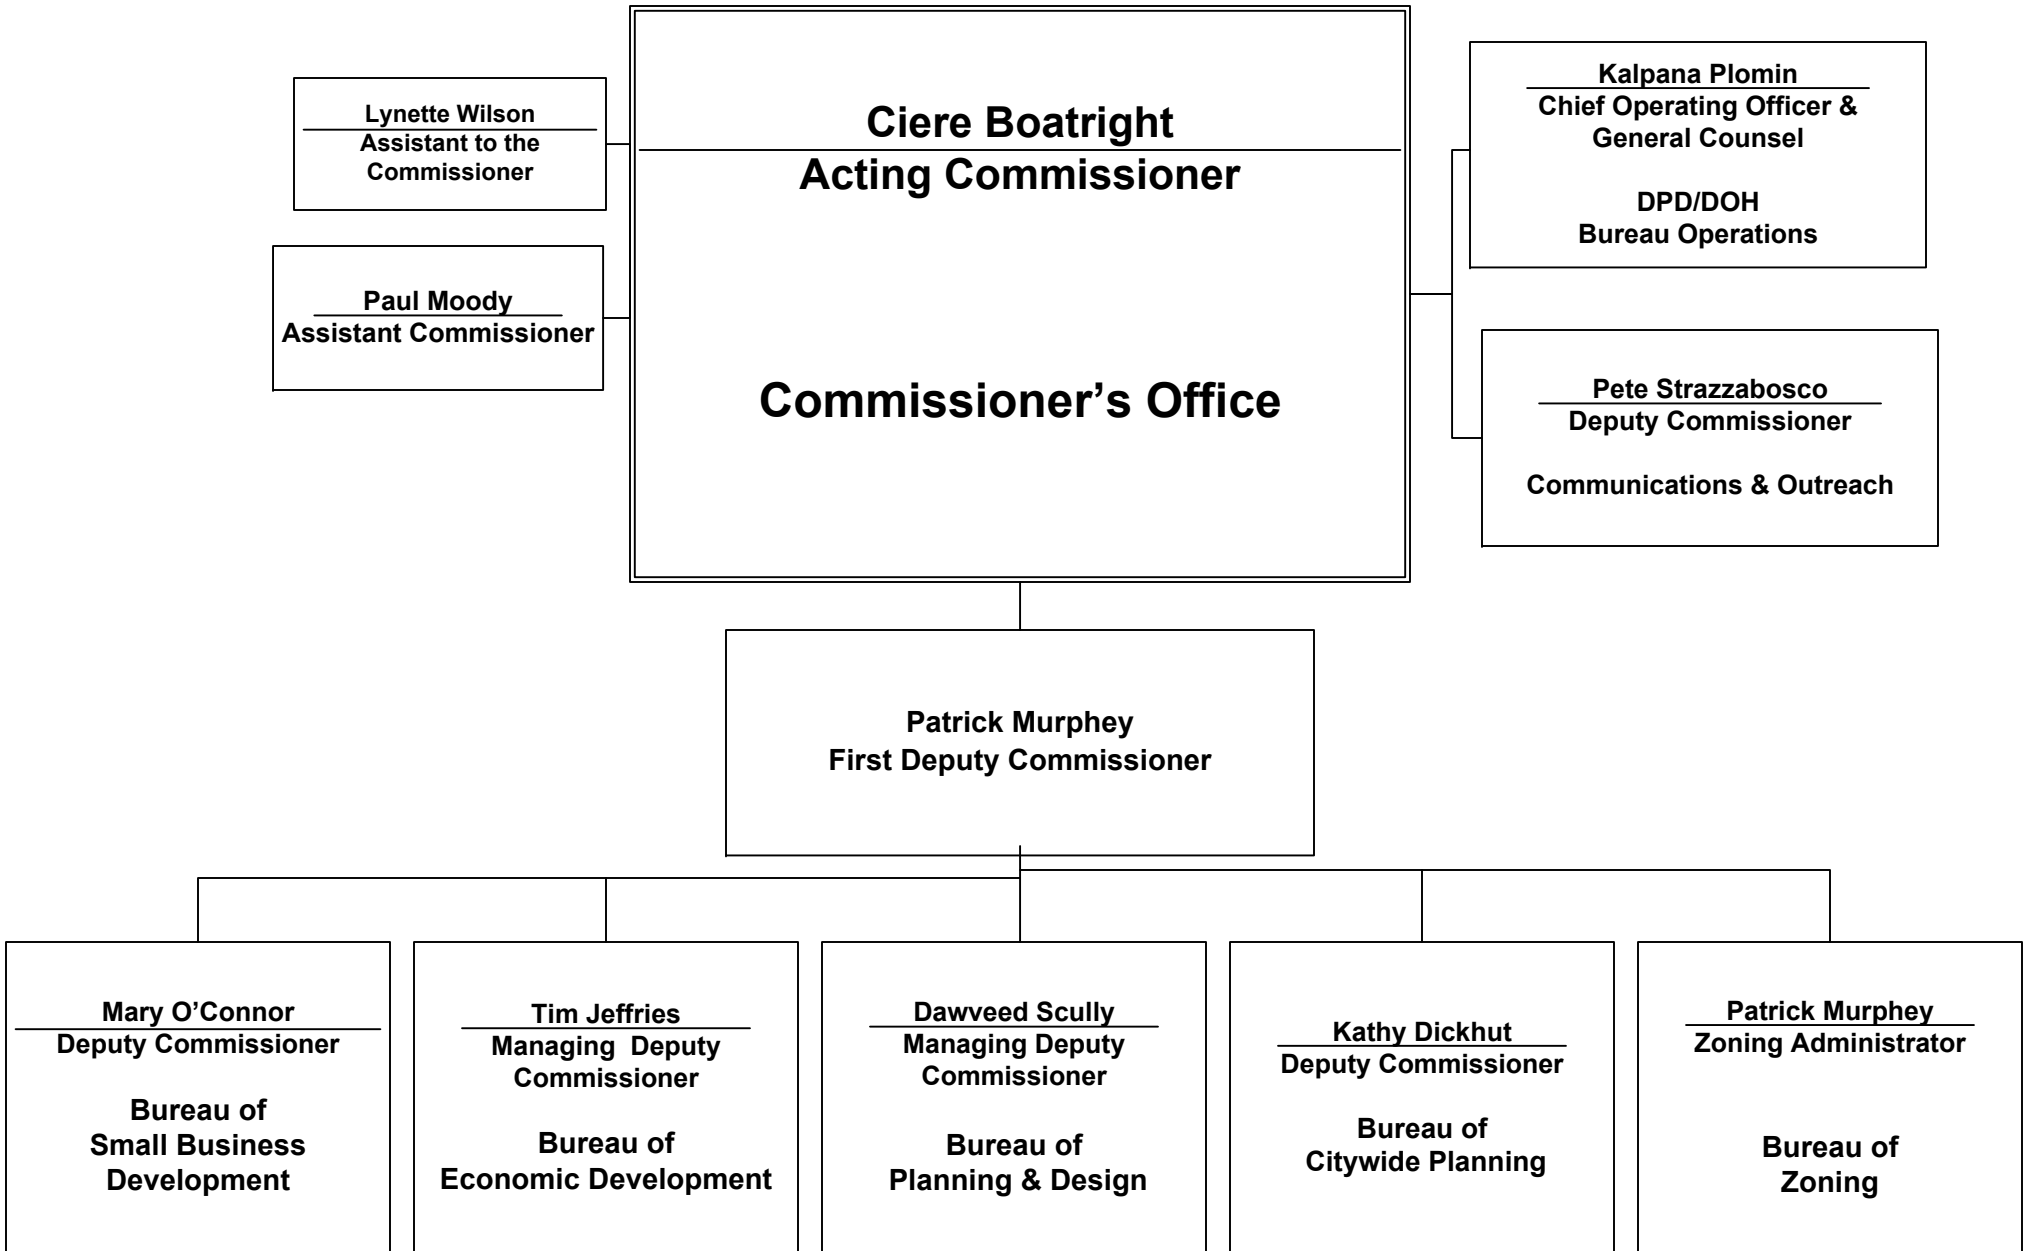 Ciere Boatright
Acting Commissioner
Commissioner’s Office
Lynette Wilson
Assistant to the
Commissioner
Paul Moody
Assistant Commissioner
Kalpana Plomin
Chief Operating Officer &
General Counsel
DPD/DOH
Bureau Operations
Pete Strazzabosco
Deputy Commissioner
Communications & Outreach
Patrick Murphey
First Deputy Commissioner
Mary O’Connor
Deputy Commissioner
Bureau of
Small Business
Development
Tim Jeffries
Managing  Deputy
Commissioner
Bureau of
Economic Development
Dawveed Scully
Managing Deputy
Commissioner
Bureau of
Planning & Design
Kathy Dickhut
Deputy Commissioner
Bureau of
Citywide Planning
Patrick Murphey
Zoning Administrator
Bureau of
Zoning